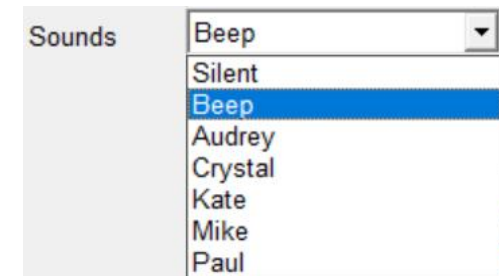 Sounds Beep
Silent
Beep
Audrey
Crystal
Kate
Mike
Paul